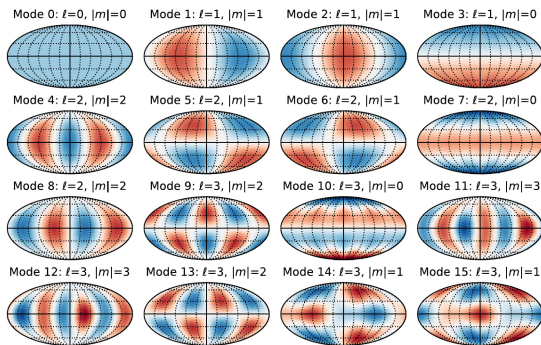 Mode 0: ℓ=0, |m|=0
Mode 1: ℓ=1, |m|=1
Mode 2: ℓ=1, |m|=1
Mode 3: ℓ=1, |m|=0
Mode 4: ℓ=2, |m|=2
Mode 5: ℓ=2, |m|=1
Mode 6: ℓ=2, |m|=1
Mode 7: ℓ=2, |m|=0
Mode 8: ℓ=2, |m|=2
Mode 9: ℓ=3, |m|=2
Mode 10: ℓ=3, |m|=0
Mode 11: ℓ=3, |m|=3
Mode 12: ℓ=3, |m|=3
Mode 13: ℓ=3, |m|=2
Mode 14: ℓ=3, |m|=1
Mode 15: ℓ=3, |m|=1